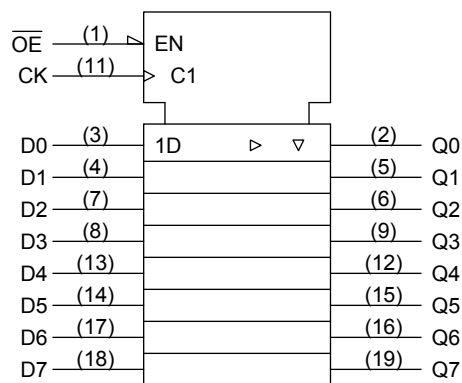 OE (1) EN
CK (11) C1
D0 (3) 1D (2) Q0
D1 (4) (5) Q1
D2 (7) (6) Q2
D3 (8) (9) Q3
D4 (13) (12) Q4
D5 (14) (15) Q5
D6 (17) (16) Q6
D7 (18) (19) Q7